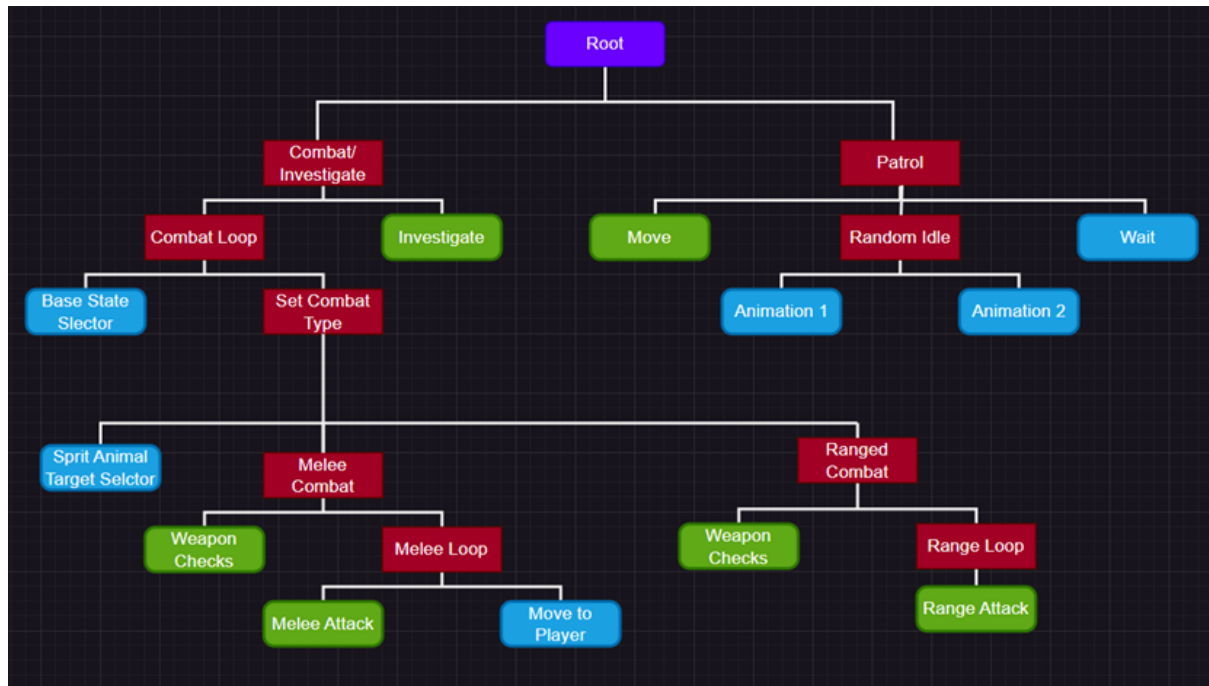 Root
Combat/
Investigate
Patrol
Combat Loop
Investigate
Move
Random Idle
Wait
Base State
Slector
Set Combat
Type
Animation 1
Animation 2
Sprit Animal
Target Selctor
Melee
Combat
Ranged
Combat
Weapon
Checks
Melee Loop
Weapon
Checks
Range Loop
Melee Attack
Move to
Player
Range Attack